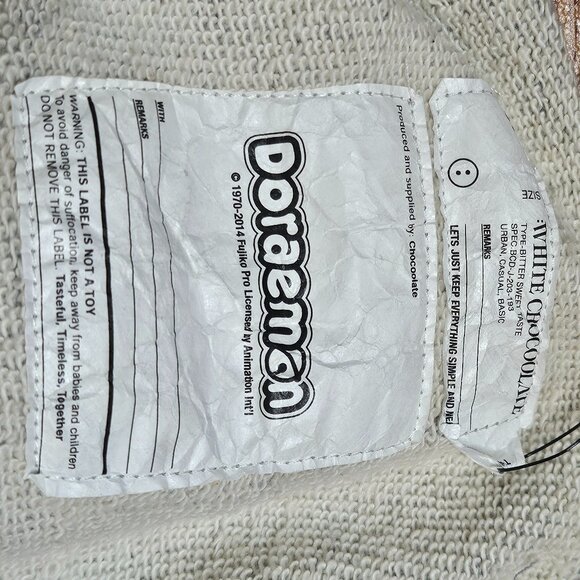 :WHITE CHOCOOLATE
TYPE-BITTER SWEET TASTE
SPEC.BCD-J-203-193
URBAN, CASUAL, BASIC
SIZE
REMARKS
LETS JUST KEEP EVERYTHING SIMPLE AND
Produced and supplied by: Chocoolate
Doraemon
© 1970-2014 Fujiko Pro Licensed by Animation Int'l
WITH
REMARKS
WARNING: THIS LABEL IS NOT A TOY
To avoid danger of suffocation, keep away from babies and children
DO NOT REMOVE THIS LABEL. Tasteful, Timeless, Together